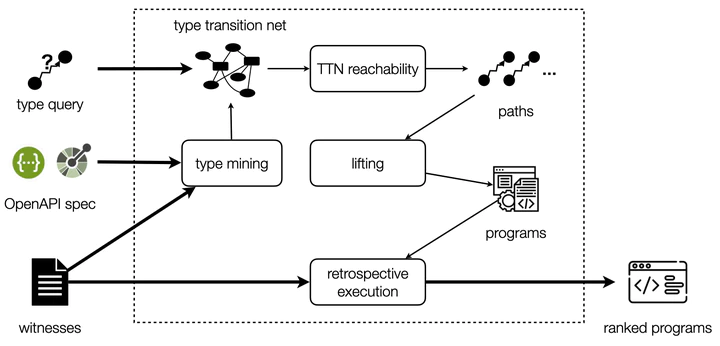 type transition net
?
type query
TTN reachability
...
paths
{...}
OpenAPI spec
type mining
lifting
</>
programs
witnesses
retrospective
execution
</>
ranked programs